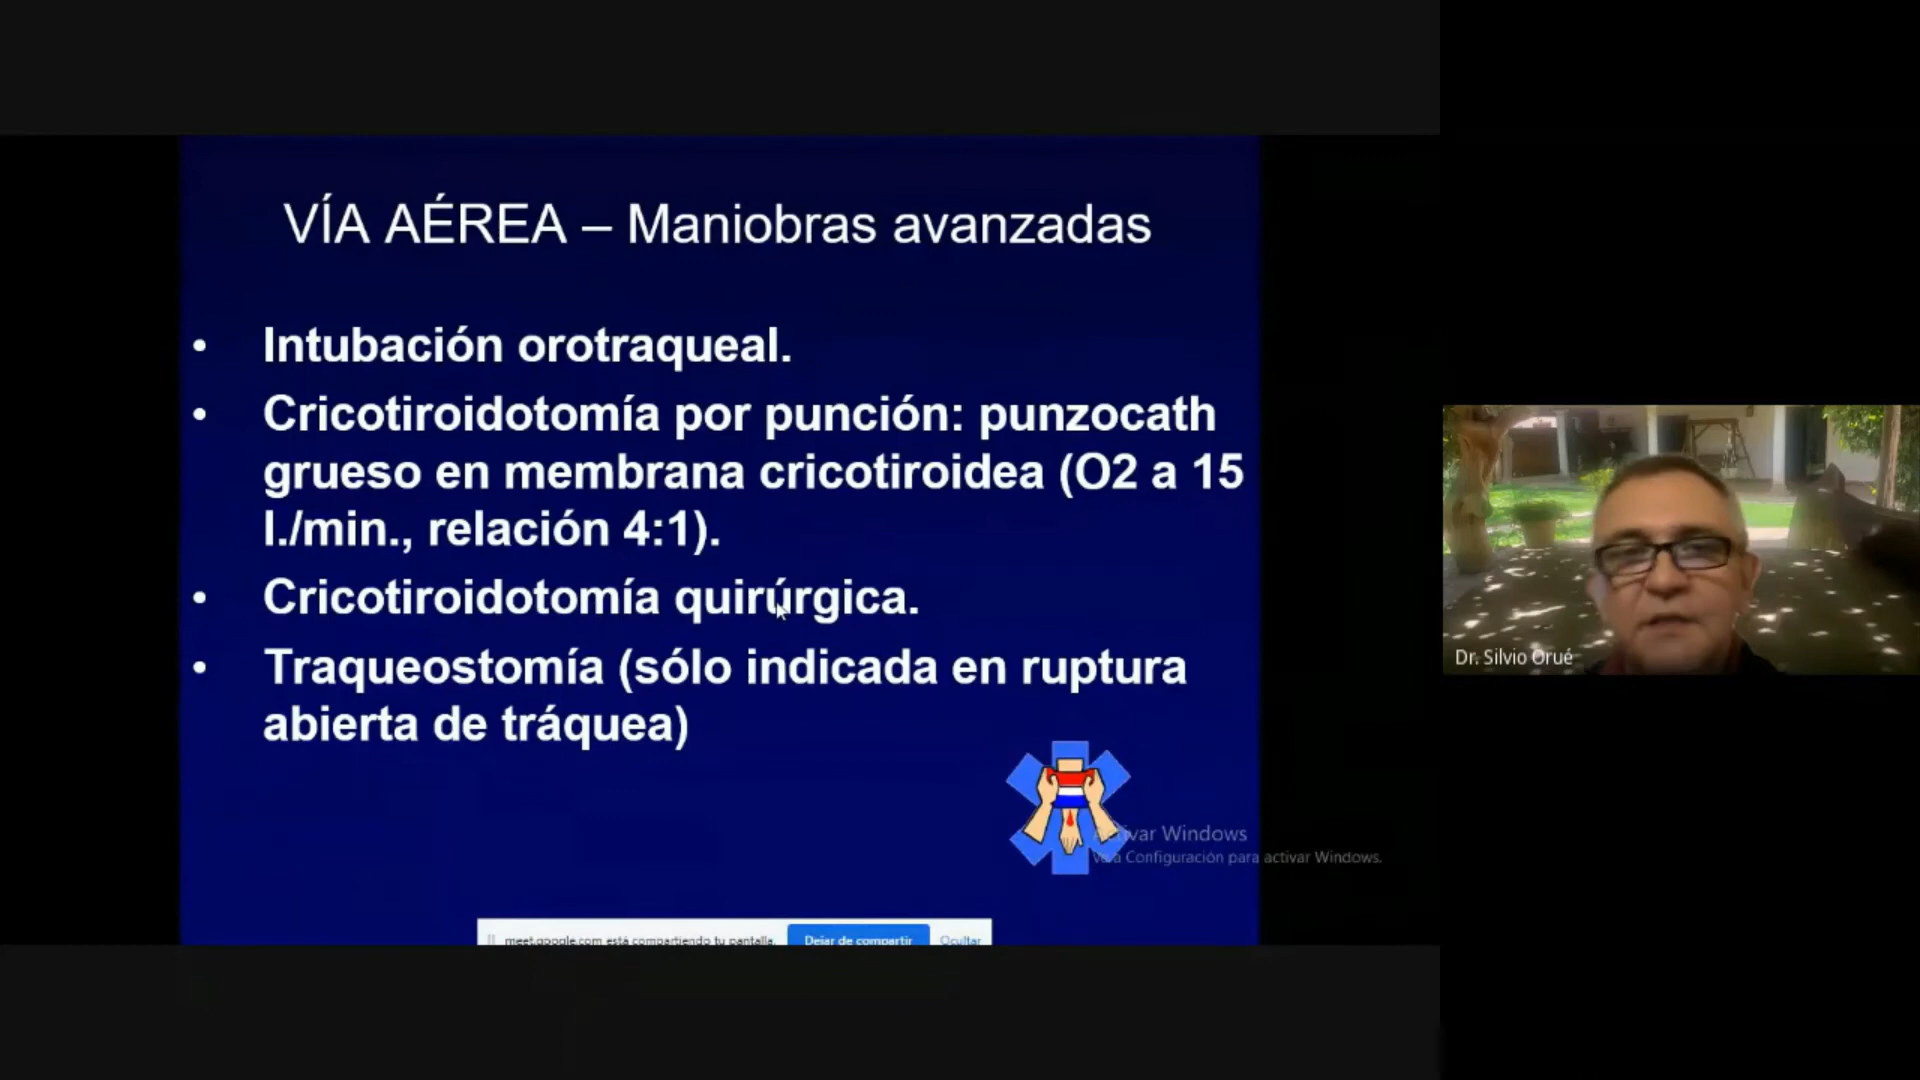 VÍA AÉREA – Maniobras avanzadas
• Intubación orotraqueal.
• Cricotiroidotomía por punción: punzocath
grueso en membrana cricotiroidea (O2 a 15
l./min., relación 4:1).
• Cricotiroidotomía quirúrgica.
• Traqueostomía (sólo indicada en ruptura
abierta de tráquea)
Activar Windows
Ve a Configuración para activar Windows.
meet.google.com está compartiendo tu pantalla. Dejar de compartir Ocultar
Dr. Silvio Orué